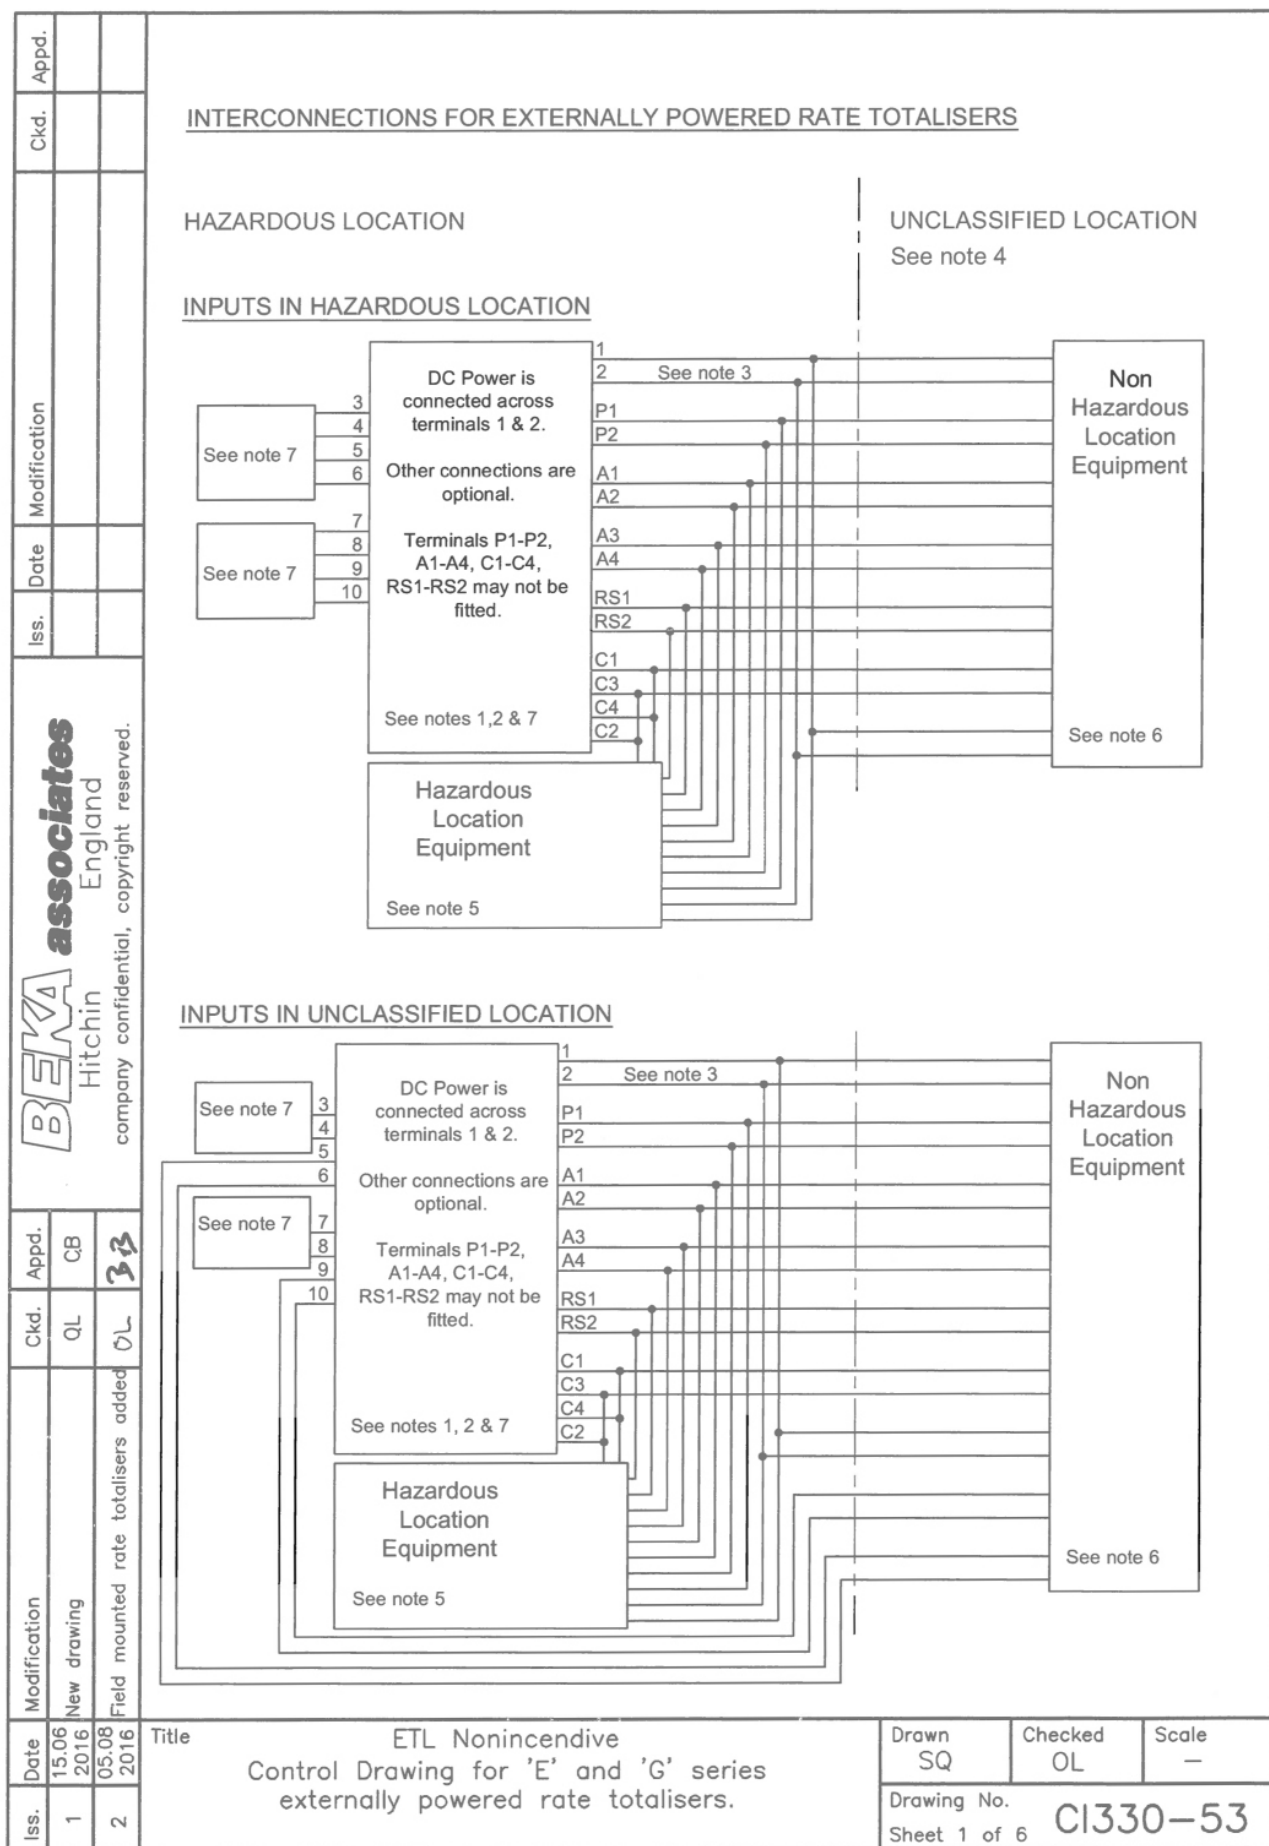 INTERCONNECTIONS FOR EXTERNALLY POWERED RATE TOTALISERS
HAZARDOUS LOCATION
UNCLASSIFIED LOCATION
See note 4
INPUTS IN HAZARDOUS LOCATION
DC Power is
connected across
terminals 1 & 2.
Other connections are
optional.
Terminals P1-P2,
A1-A4, C1-C4,
RS1-RS2 may not be
fitted.
See notes 1,2 & 7
3
4
5
6
See note 7
7
8
9
10
See note 7
1
2
See note 3
P1
P2
A1
A2
A3
A4
RS1
RS2
C1
C3
C4
C2
Non
Hazardous
Location
Equipment
See note 6
Hazardous
Location
Equipment
See note 5
INPUTS IN UNCLASSIFIED LOCATION
DC Power is
connected across
terminals 1 & 2.
Other connections are
optional.
Terminals P1-P2,
A1-A4, C1-C4,
RS1-RS2 may not be
fitted.
See notes 1, 2 & 7
See note 7
3
4
5
6
See note 7
7
8
9
10
1
2
See note 3
P1
P2
A1
A2
A3
A4
RS1
RS2
C1
C3
C4
C2
Non
Hazardous
Location
Equipment
See note 6
Hazardous
Location
Equipment
See note 5
Title
ETL Nonincendive
Control Drawing for 'E' and 'G' series
externally powered rate totalisers.
Drawn
SQ
Checked
OL
Scale
–
Drawing No.
Sheet 1 of 6
CI330–53
Iss. Date Modification Ckd. Appd.
BEKA associates
Hitchin England
company confidential, copyright reserved.
Iss. Date Modification Ckd. Appd.
1 15.06 2016 New drawing OL CB
2 05.08 2016 Field mounted rate totalisers added OL